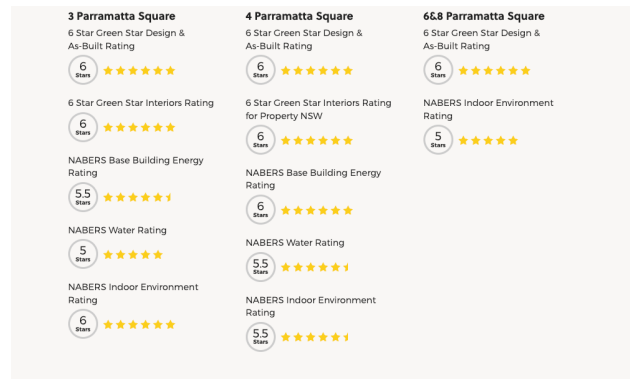 3 Parramatta Square
6 Star Green Star Design &
As-Built Rating
6
Stars
6 Star Green Star Interiors Rating
6
Stars
NABERS Base Building Energy
Rating
5.5
Stars
NABERS Water Rating
5
Stars
NABERS Indoor Environment
Rating
6
Stars
4 Parramatta Square
6 Star Green Star Design &
As-Built Rating
6
Stars
6 Star Green Star Interiors Rating
for Property NSW
6
Stars
NABERS Base Building Energy
Rating
6
Stars
NABERS Water Rating
5.5
Stars
NABERS Indoor Environment
Rating
5.5
Stars
6&8 Parramatta Square
6 Star Green Star Design &
As-Built Rating
6
Stars
NABERS Indoor Environment
Rating
5
Stars